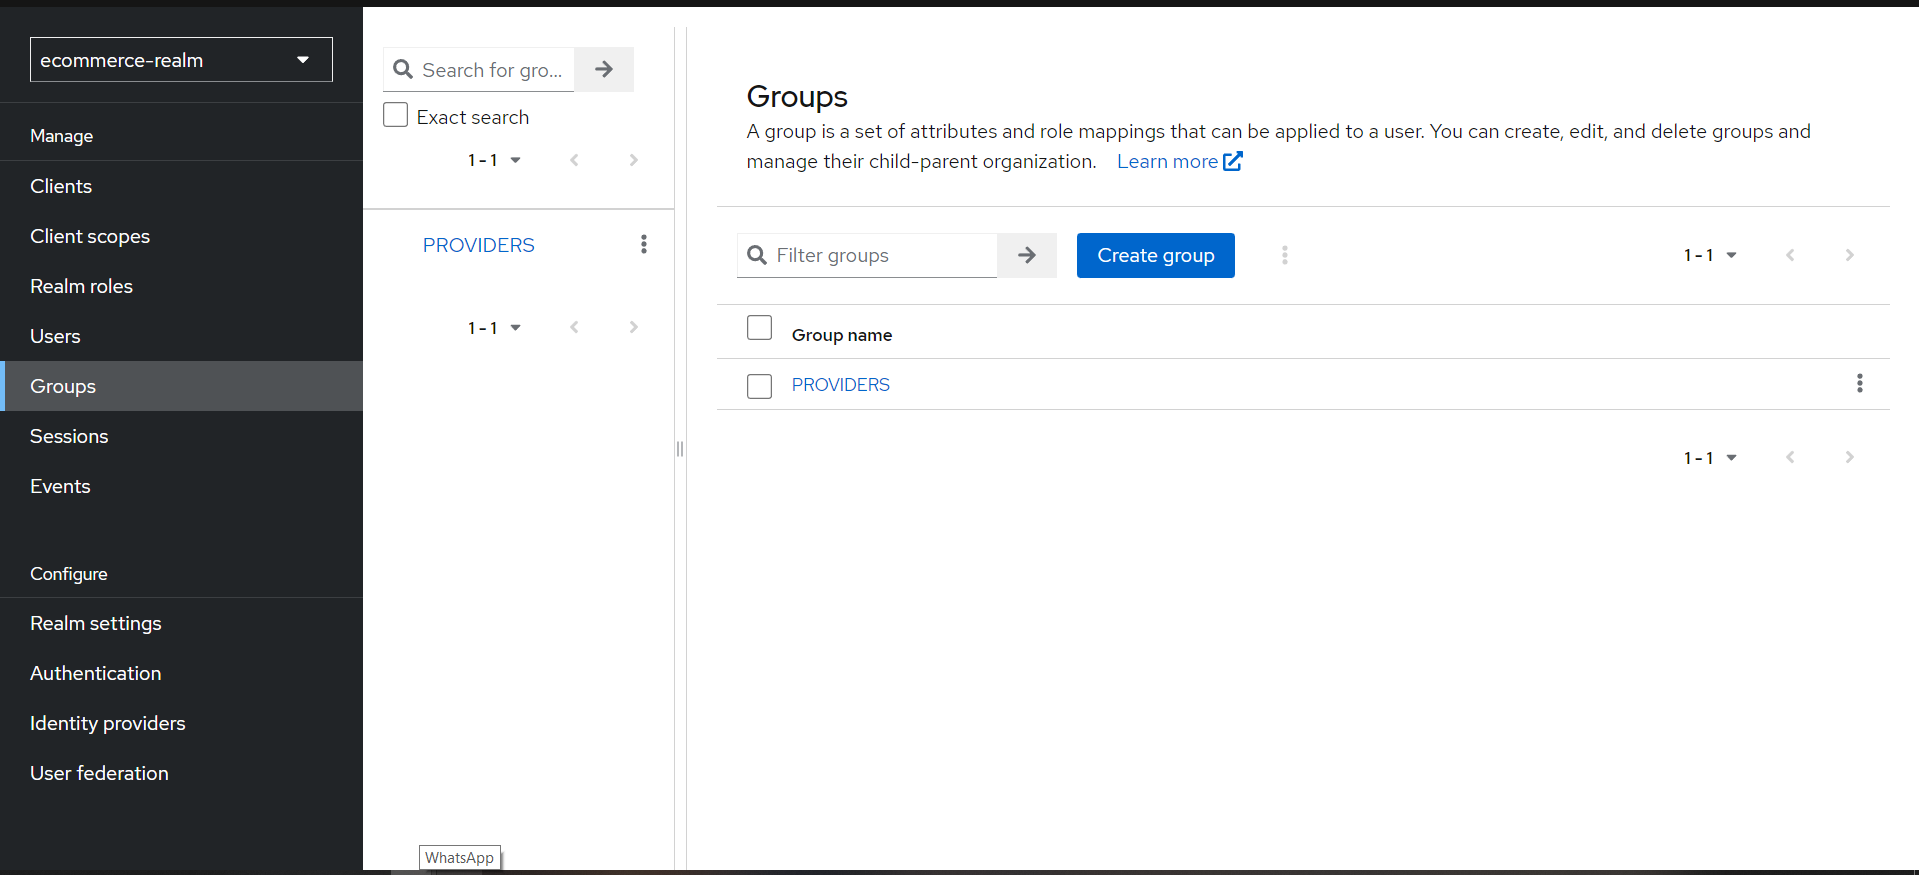 ecommerce-realm
Manage
Clients
Client scopes
Realm roles
Users
Groups
Sessions
Events
Configure
Realm settings
Authentication
Identity providers
User federation
Search for gro...
Exact search
1 - 1
PROVIDERS
1 - 1
WhatsApp
Groups
A group is a set of attributes and role mappings that can be applied to a user. You can create, edit, and delete groups and
manage their child-parent organization. Learn more
Filter groups
Create group
1 - 1
Group name
PROVIDERS
1 - 1